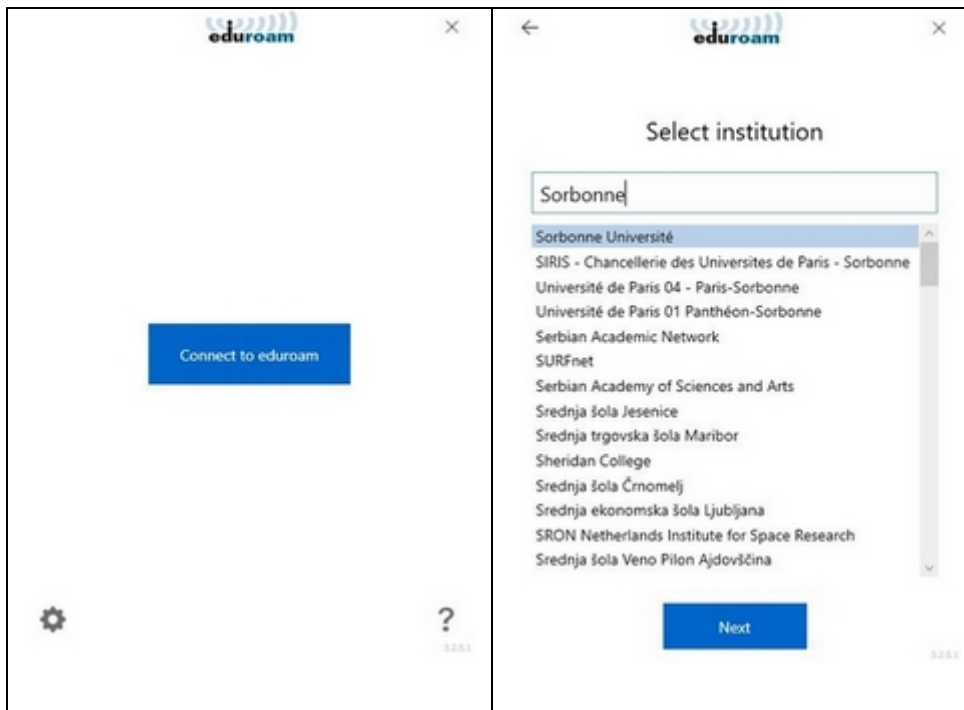 eduroam
Connect to eduroam
?
eduroam
Select institution
Sorbonne
Sorbonne Université
SIRIS - Chancellerie des Universites de Paris - Sorbonne
Université de Paris 04 - Paris-Sorbonne
Université de Paris 01 Panthéon-Sorbonne
Serbian Academic Network
SURFnet
Serbian Academy of Sciences and Arts
Srednja šola Jesenice
Srednja trgovska šola Maribor
Sheridan College
Srednja šola Črnomelj
Srednja ekonomska šola Ljubljana
SRON Netherlands Institute for Space Research
Srednja šola Veno Pilon Ajdovščina
Next